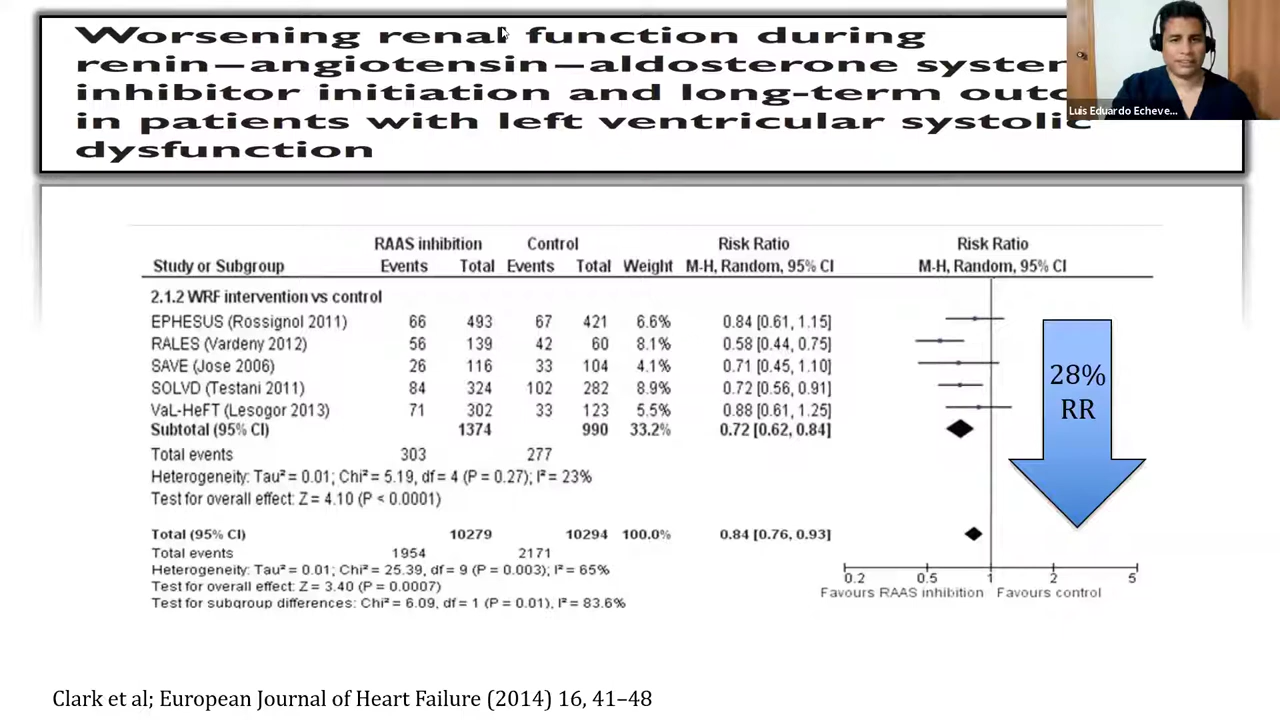 Worsening renal function during
renin–angiotensin–aldosterone
inhibitor initiation and long-term
in patients with left ventricular systolic
dysfunction
Luis Eduardo Echeve...
RAAS inhibition Control Risk Ratio Risk Ratio
Study or Subgroup Events Total Events Total Weight M-H, Random, 95% CI M-H, Random, 95% CI
2.1.2 WRF intervention vs control
EPHESUS (Rossignol 2011) 66 493 67 421 6.6% 0.84 [0.61, 1.15]
RALES (Vardeny 2012) 56 139 42 60 8.1% 0.58 [0.44, 0.75]
SAVE (Jose 2006) 26 116 33 104 4.1% 0.71 [0.45, 1.10]
SOLVD (Testani 2011) 84 324 102 282 8.9% 0.72 [0.56, 0.91]
VaL-HeFT (Lesogor 2013) 71 302 33 123 5.5% 0.88 [0.61, 1.25]
Subtotal (95% CI) 1374 990 33.2% 0.72 [0.62, 0.84]
Total events 303 277
Heterogeneity: Tau² = 0.01; Chi² = 5.19, df = 4 (P = 0.27); I² = 23%
Test for overall effect: Z = 4.10 (P < 0.0001)
28%
RR
Total (95% CI) 10279 10294 100.0% 0.84 [0.76, 0.93]
Total events 1954 2171
Heterogeneity: Tau² = 0.01; Chi² = 25.39, df = 9 (P = 0.003); I² = 65%
Test for overall effect: Z = 3.40 (P = 0.0007)
Test for subgroup differences: Chi² = 6.09, df = 1 (P = 0.01), I² = 83.6%
0.2 0.5 1 2 5
Favours RAAS inhibition Favours control
Clark et al; European Journal of Heart Failure (2014) 16, 41–48